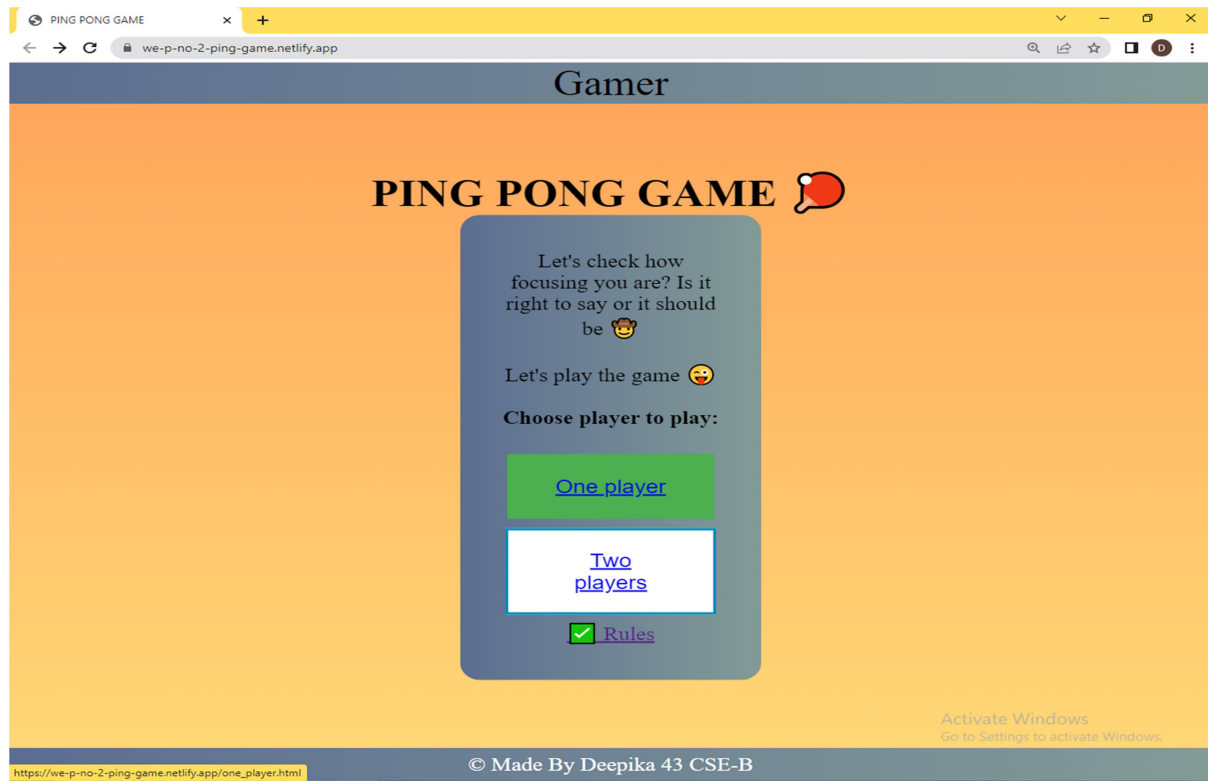 PING PONG GAME
we-p-no-2-ping-game.netlify.app
D
Gamer
PING PONG GAME
Let's check how
focusing you are? Is it
right to say or it should
be 🤠
Let's play the game 😜
Choose player to play:
One player
Two
players
✅ Rules
Activate Windows
Go to Settings to activate Windows.
© Made By Deepika 43 CSE-B
https://we-p-no-2-ping-game.netlify.app/one_player.html